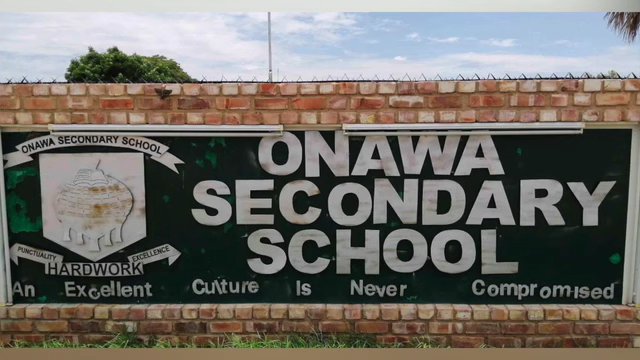 ONAWA SECONDARY SCHOOL
ONAWA
SECONDARY
SCHOOL
PUNCTUALITY
EXCELLENCE
HARDWORK
An Excellent Culture Is Never Compromised